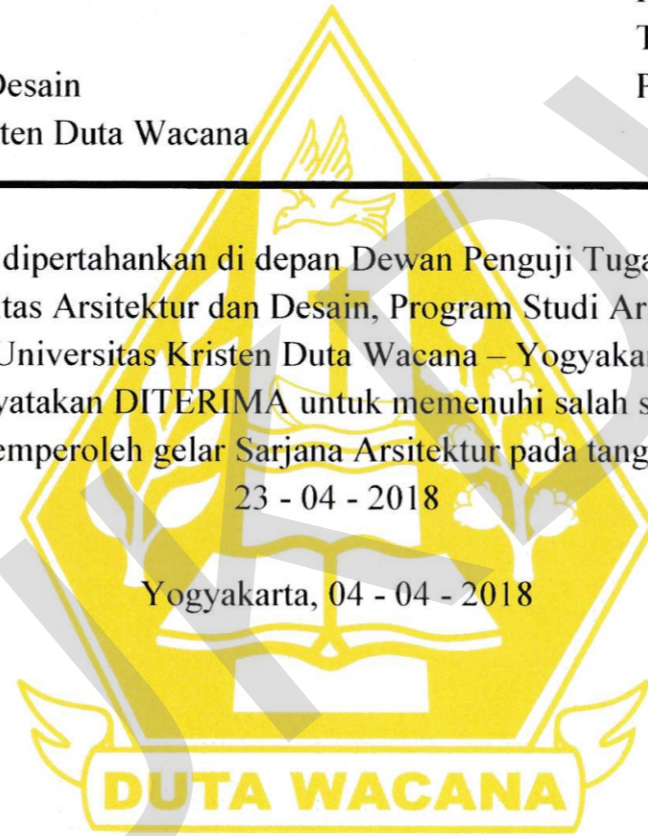 Desain
ten Duta Wacana
dipertahankan di depan Dewan Penguji Tuga
tas Arsitektur dan Desain, Program Studi Ar
Universitas Kristen Duta Wacana – Yogyakar
yatakan DITERIMA untuk memenuhi salah s
emperoleh gelar Sarjana Arsitektur pada tang
23 - 04 - 2018
Yogyakarta, 04 - 04 - 2018
DUTA WACANA